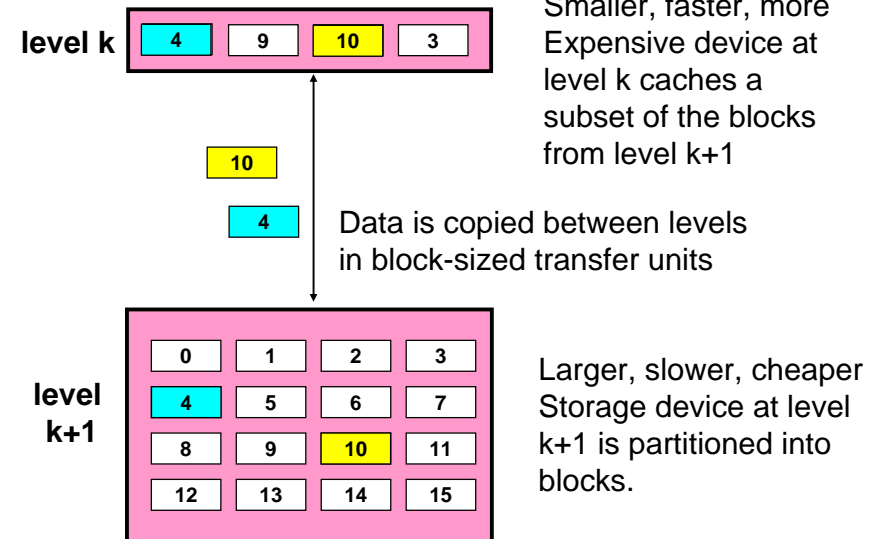 Smaller, faster, more
level k 4 9 10 3 Expensive device at
level k caches a
subset of the blocks
from level k+1
10
4 Data is copied between levels
in block-sized transfer units
0 1 2 3
4 5 6 7
8 9 10 11
12 13 14 15
level
k+1
Larger, slower, cheaper
Storage device at level
k+1 is partitioned into
blocks.